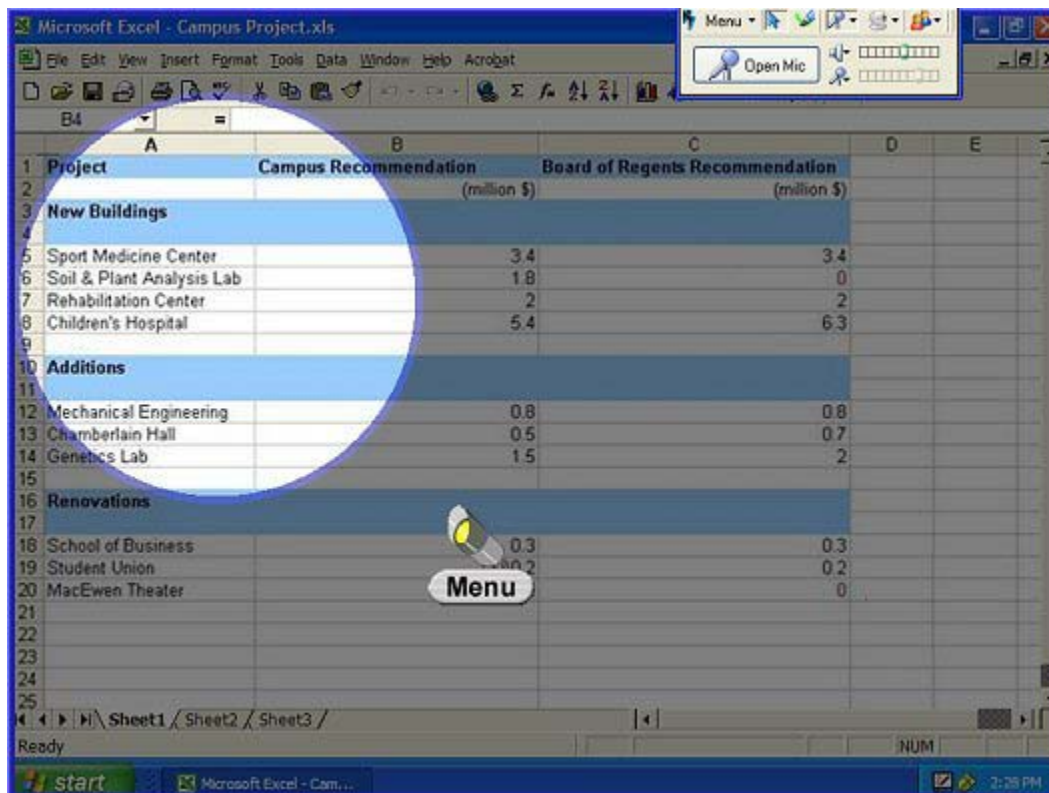 Microsoft Excel - Campus Project.xls
Menu
File Edit View Insert Format Tools Data Window Help Acrobat
Open Mic
B4 =
A B C D E
1 Project Campus Recommendation Board of Regents Recommendation
2 (million $) (million $)
3 New Buildings
4
5 Sport Medicine Center 3.4 3.4
6 Soil & Plant Analysis Lab 1.8 0
7 Rehabilitation Center 2 2
8 Children's Hospital 5.4 6.3
9
10 Additions
11
12 Mechanical Engineering 0.8 0.8
13 Chamberlain Hall 0.5 0.7
14 Genetics Lab 1.5 2
15
16 Renovations
17
18 School of Business 0.3 0.3
19 Student Union 0.2 0.2
20 MacEwen Theater 0
Menu
21
22
23
24
25
Sheet1 / Sheet2 / Sheet3 /
Ready NUM
start Microsoft Excel - Cam... 2:28 PM